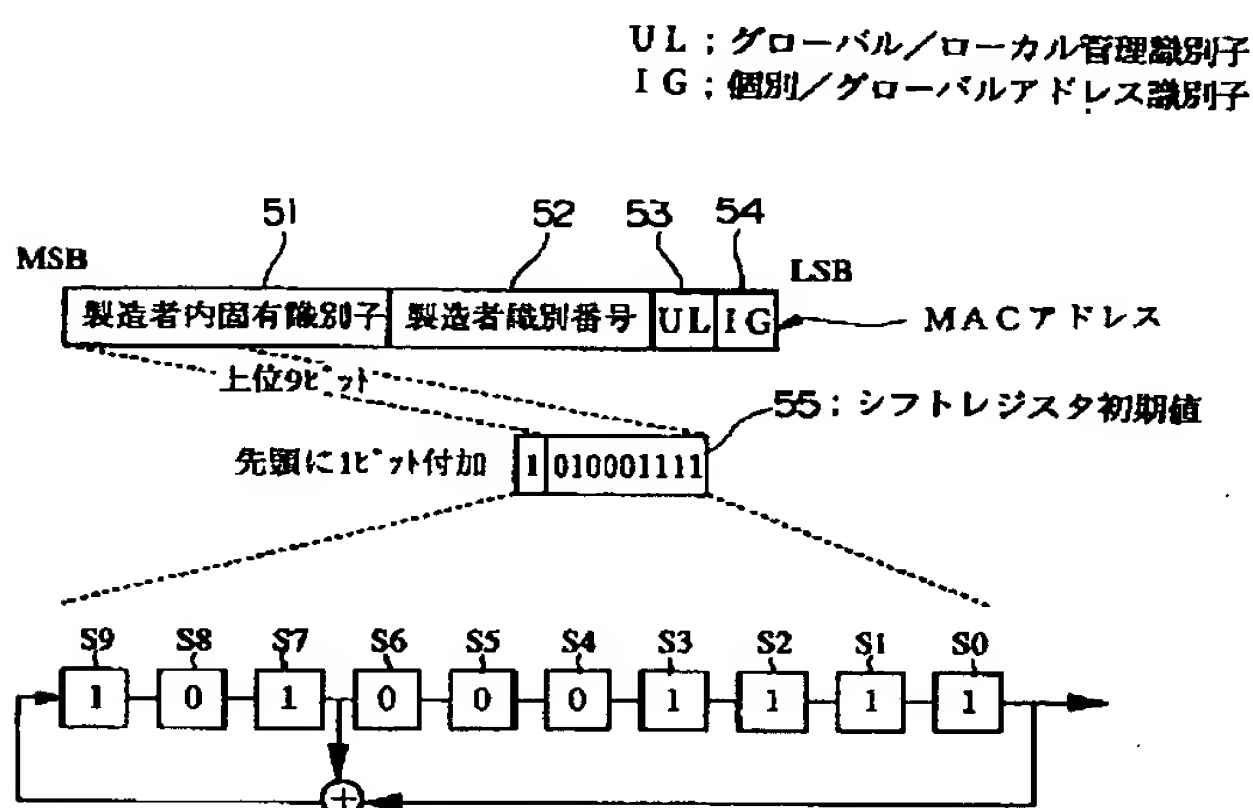 UL;グローバル/ローカル管理識別子
IG;個別/グローバルアドレス識別子
51 52 53 54
MSB LSB
製造者内固有識別子 製造者識別番号 UL IG MACアドレス
上位9ビット
55:シフトレジスタ初期値
先頭に1ビット付加 1 010001111
S9 S8 S7 S6 S5 S4 S3 S2 S1 S0
1 0 1 0 0 0 1 1 1 1
+